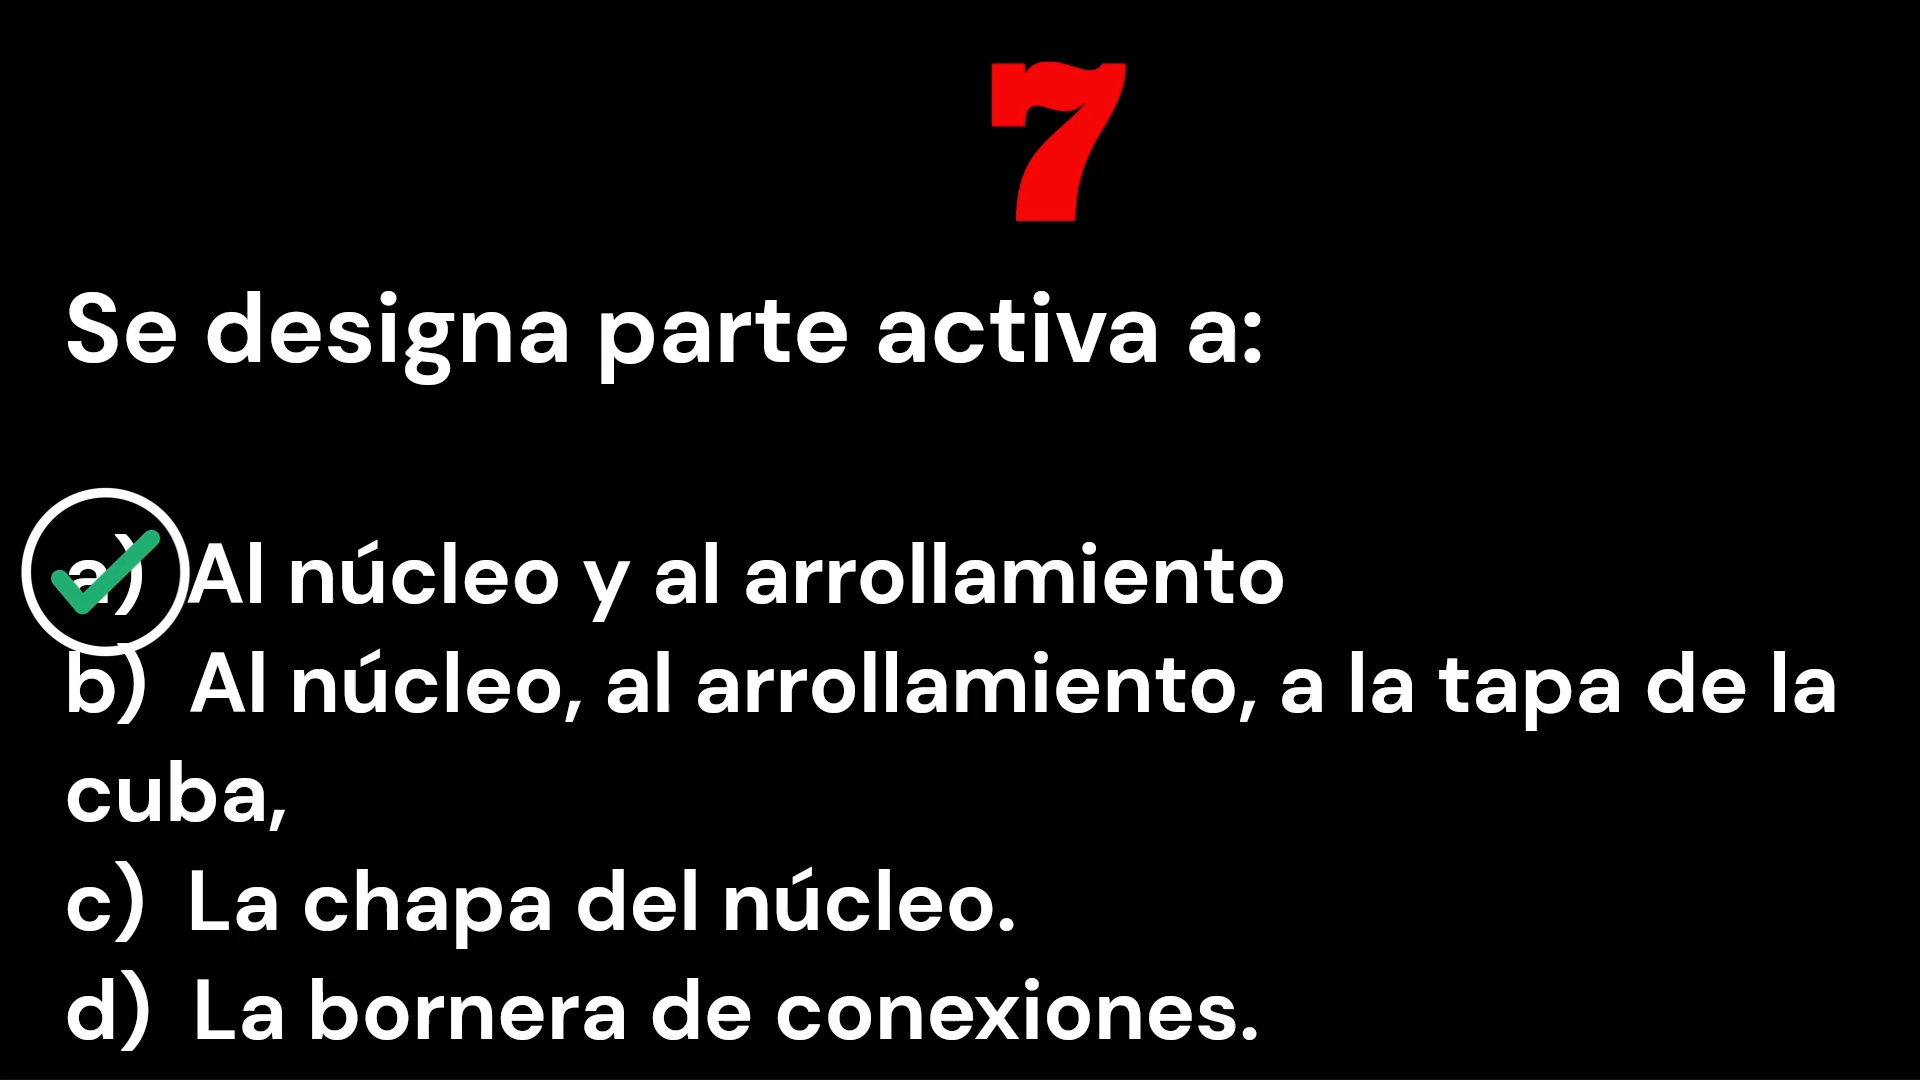 7
Se designa parte activa a:
a) Al núcleo y al arrollamiento
b) Al núcleo, al arrollamiento, a la tapa de la
cuba,
c) La chapa del núcleo.
d) La bornera de conexiones.